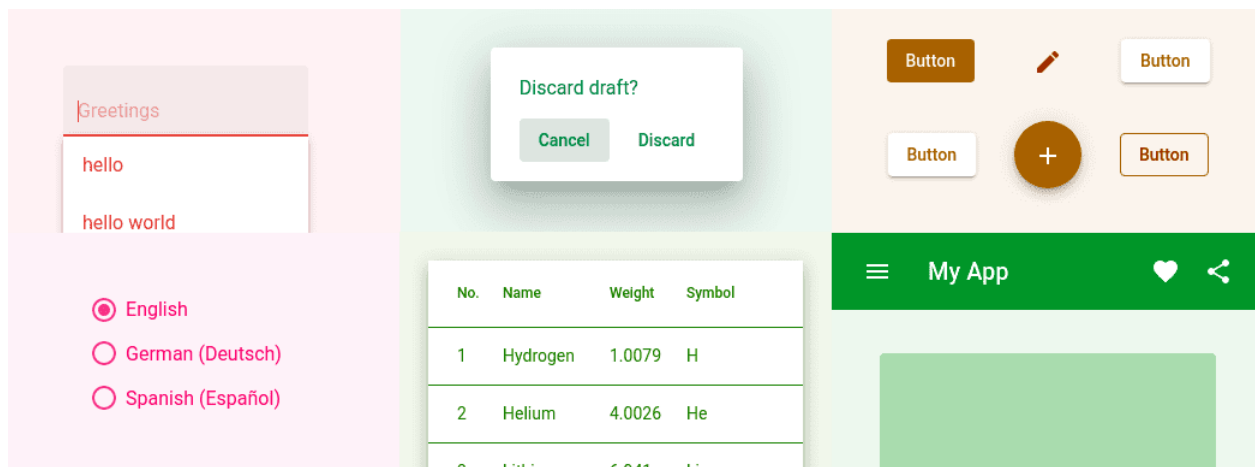 Greetings
hello
hello world
Discard draft?
Cancel Discard
Button Button
Button + Button
English
German (Deutsch)
Spanish (Español)
No. Name Weight Symbol
1 Hydrogen 1.0079 H
2 Helium 4.0026 He
My App